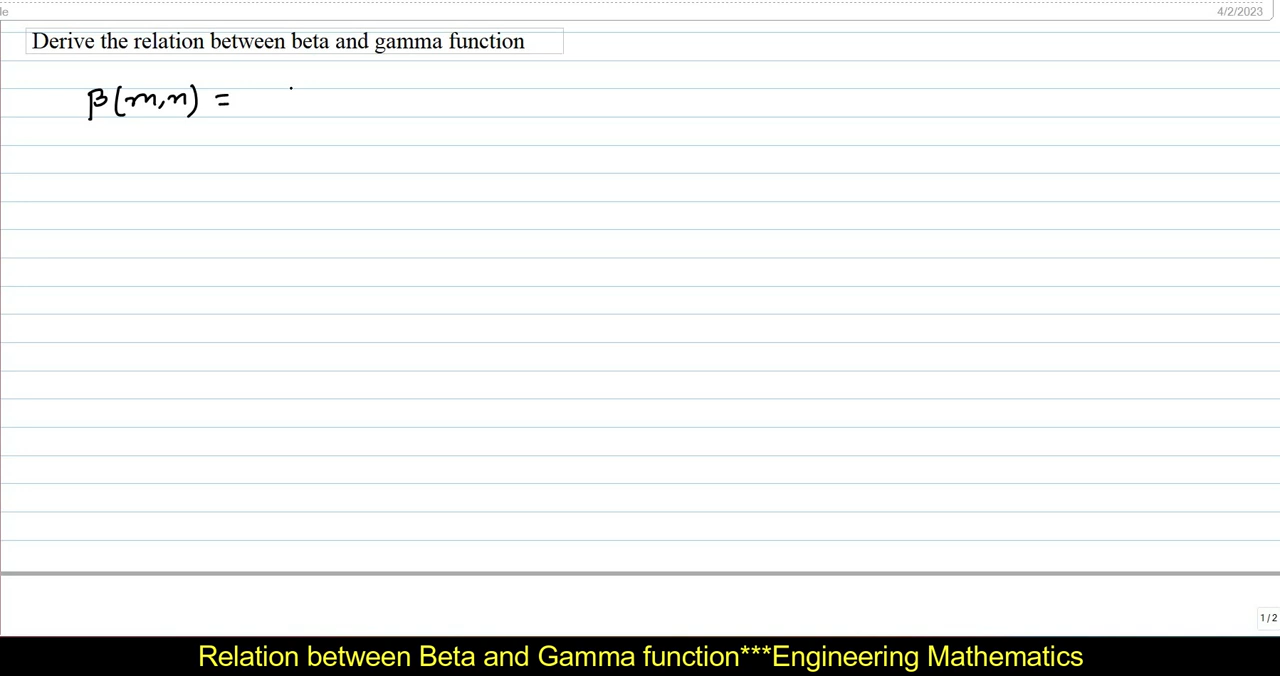 le
4/2/2023
Derive the relation between beta and gamma function
β(m,n) =
1 / 2
Relation between Beta and Gamma function***Engineering Mathematics